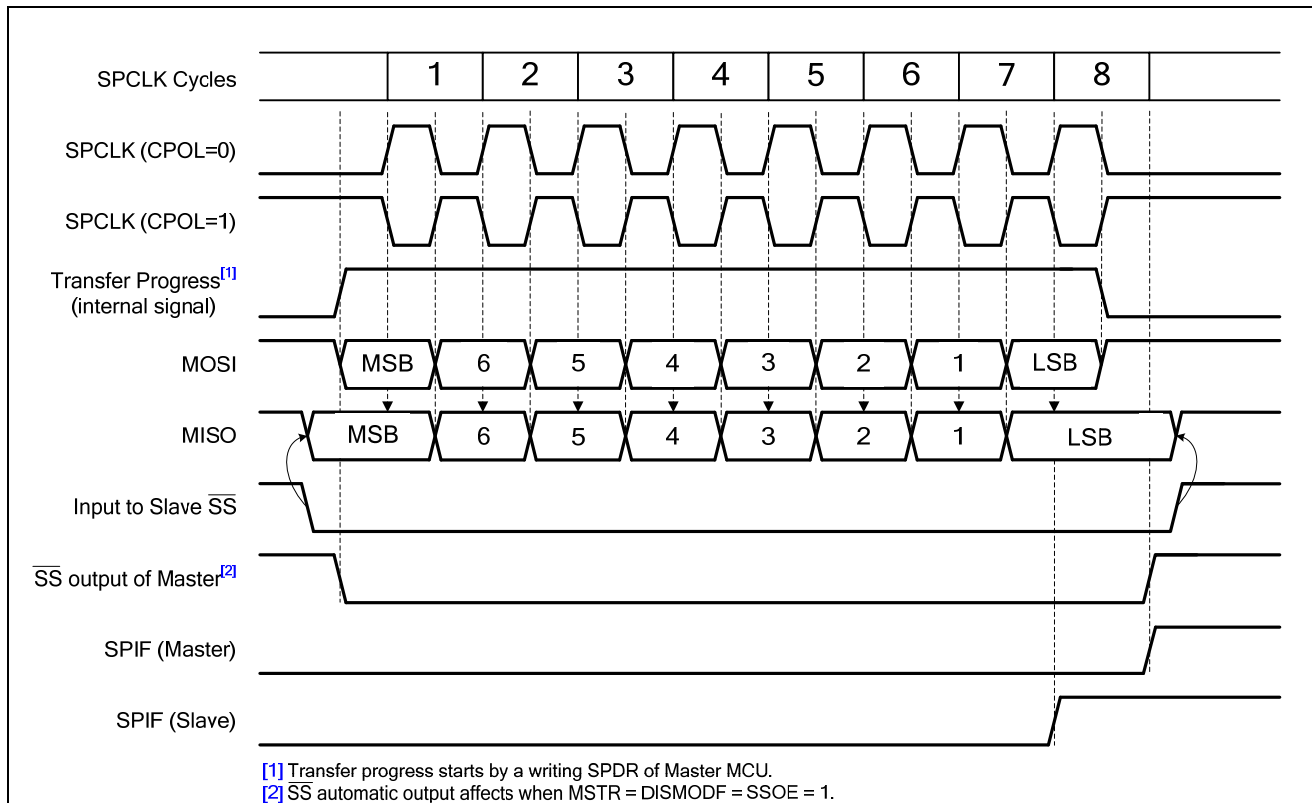 SPCLK Cycles 1 2 3 4 5 6 7 8
SPCLK (CPOL=0)
SPCLK (CPOL=1)
Transfer Progress[1]
(internal signal)
MOSI MSB 6 5 4 3 2 1 LSB
MISO MSB 6 5 4 3 2 1 LSB
Input to Slave S̅S̅
S̅S̅ output of Master[2]
SPIF (Master)
SPIF (Slave)
[1] Transfer progress starts by a writing SPDR of Master MCU.
[2] S̅S̅ automatic output affects when MSTR = DISMODF = SSOE = 1.